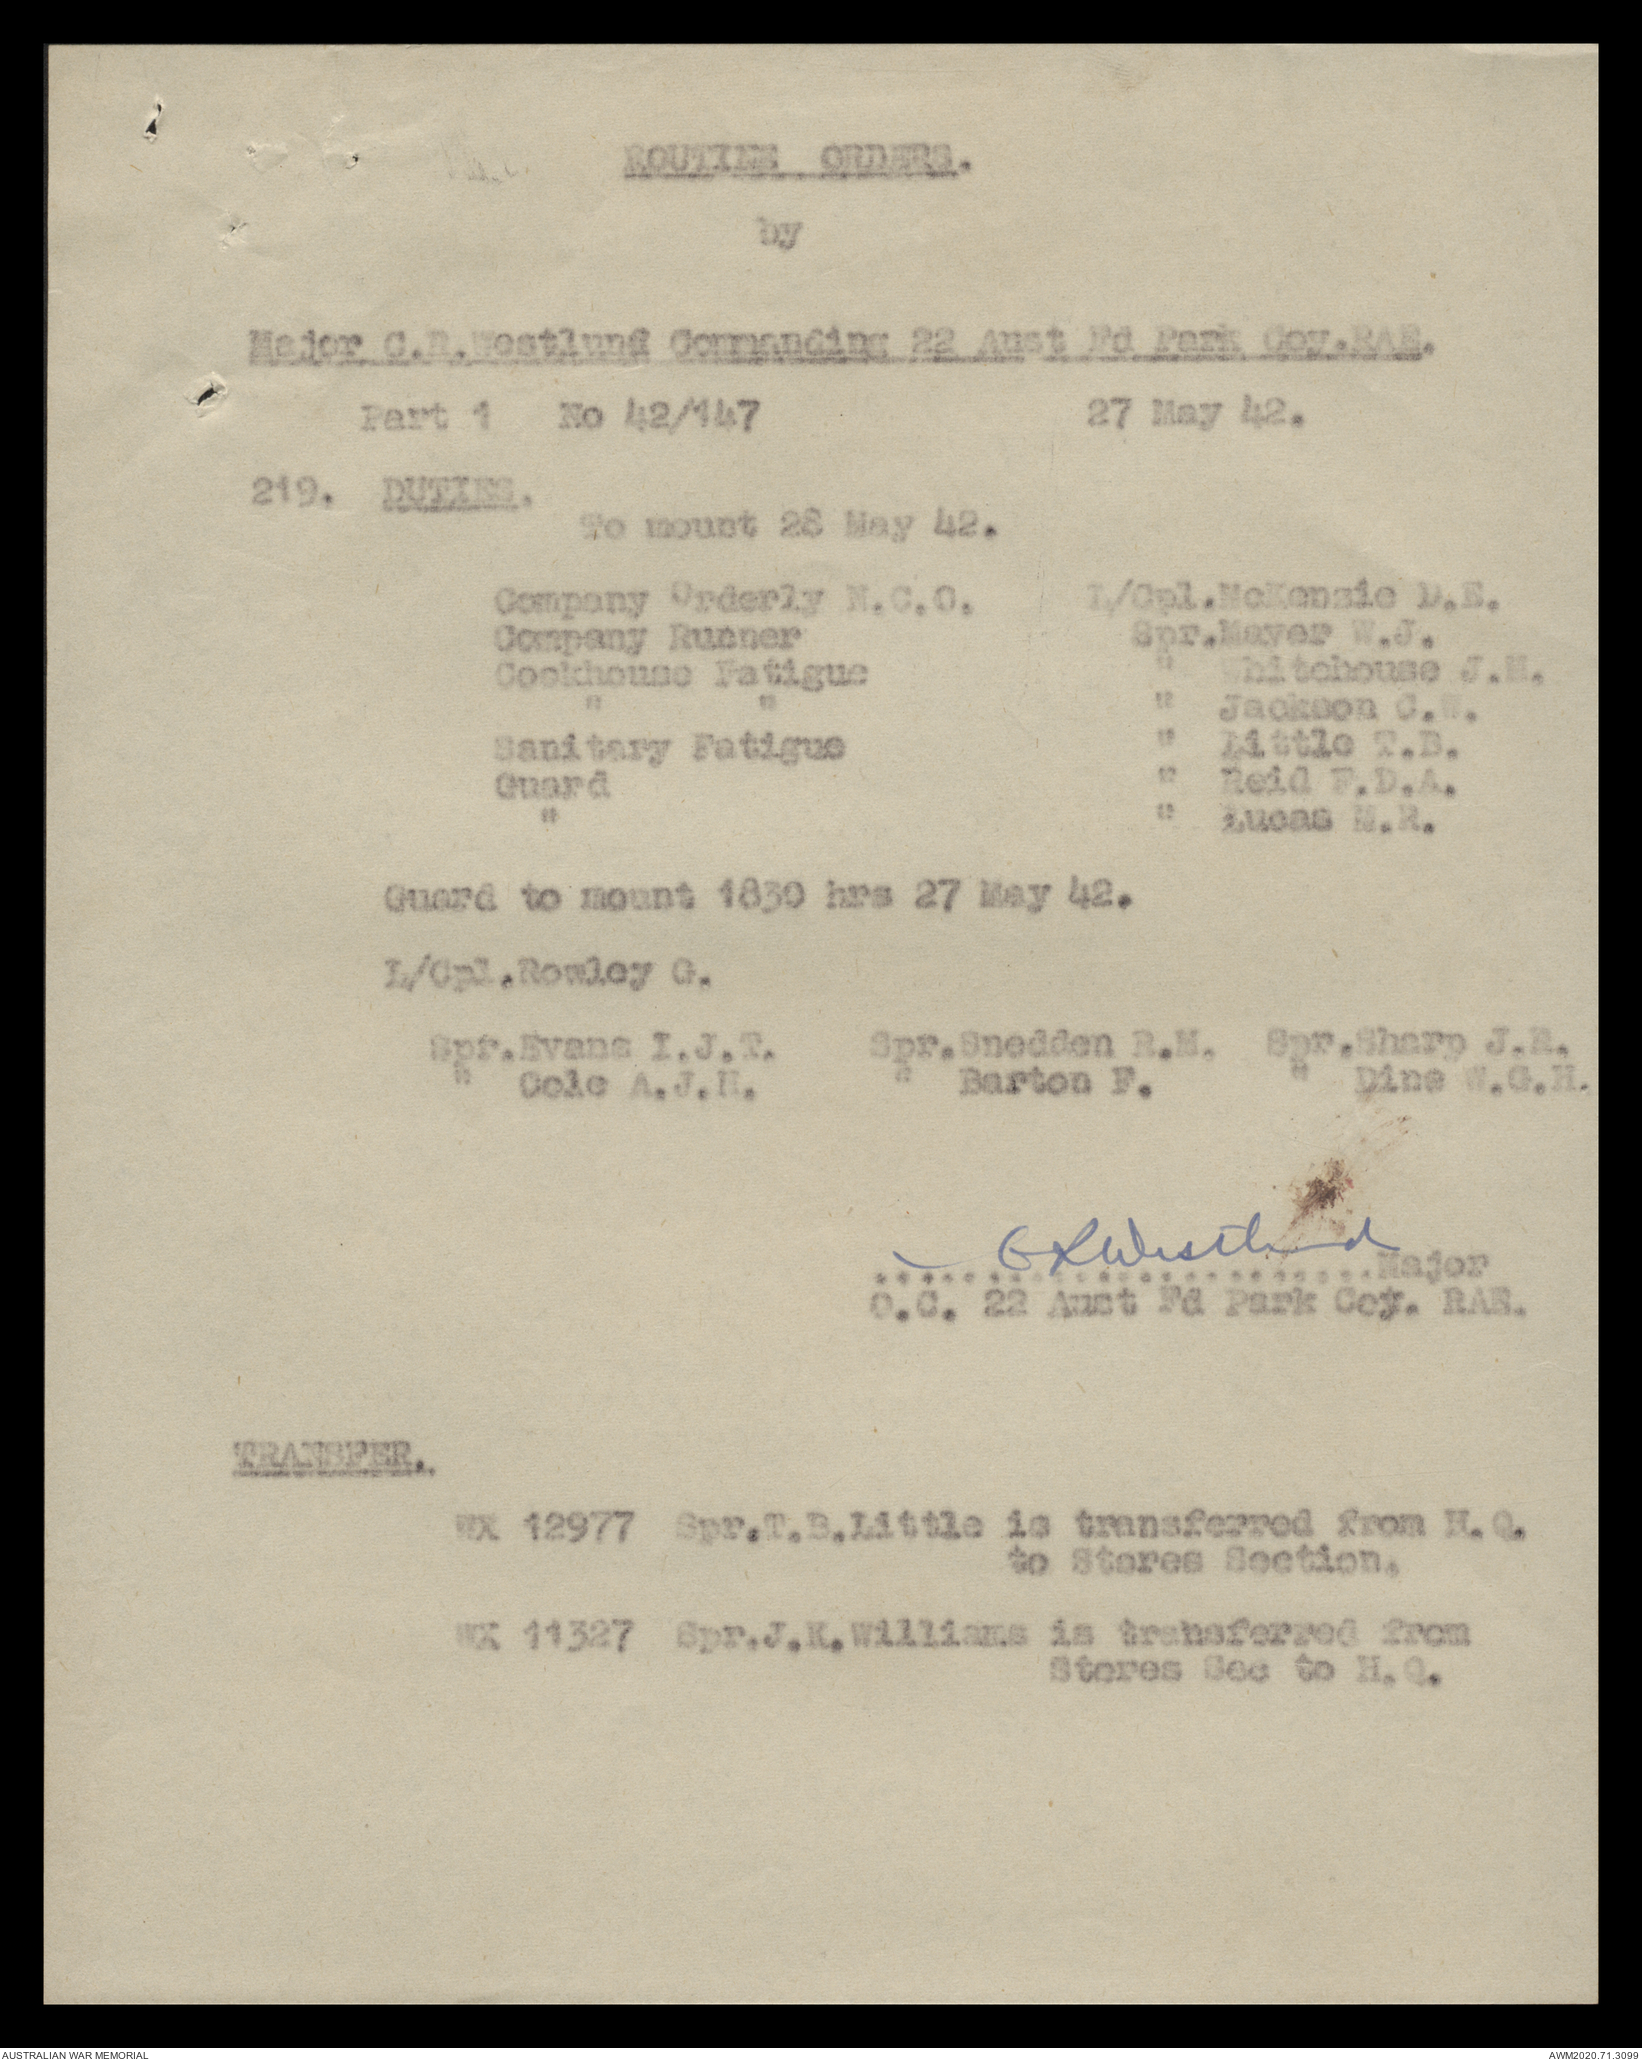 ROUTINE ORDERS.
by
Major C.R.Westlund Commanding 22 Aust Fd Park Coy.RAE.
Part 1 No 42/147 27 May 42.
219. DUTIES.
To mount 28 May 42.
Company Orderly N.C.O. L/Cpl.McKenzie D.E.
Company Runner Spr.Mayer W.J.
Cookhouse Fatigue " Whitehouse J.H.
" " " Jackson C.W.
Sanitary Fatigue " Little T.B.
Guard " Reid F.D.A.
" " Lucas M.R.
Guard to mount 1830 hrs 27 May 42.
L/Cpl.Rowley G.
Spr.Evans I.J.T. Spr.Snedden R.M. Spr.Sharp J.R.
" Cole A.J.H. " Barton F. " Dine W.G.H.
CRWestlund
.......................Major
O.C. 22 Aust Fd Park Coy. RAE.
TRANSFER.
WX 12977 Spr.T.B.Little is transferred from H.Q.
to Stores Section.
WX 11327 Spr.J.K.Williams is transferred from
Stores Sec to H.Q.
AUSTRALIAN WAR MEMORIAL AWM2020.71.3099